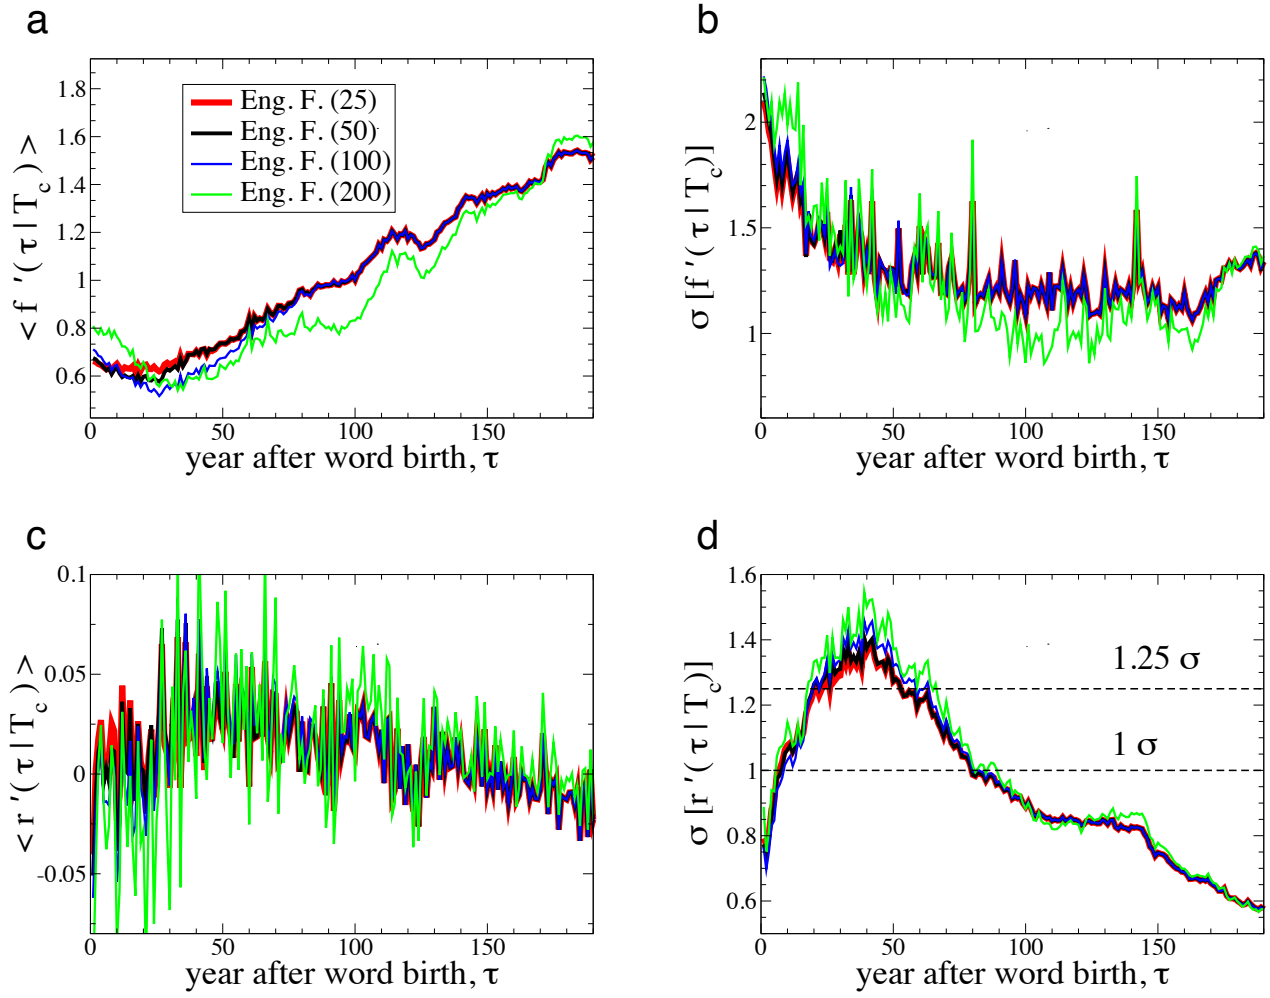 a
< f ′( τ | T_c ) >
1.8
1.6
1.4
1.2
1
0.8
0.6
Eng. F. (25)
Eng. F. (50)
Eng. F. (100)
Eng. F. (200)
0
50
100
150
year after word birth, τ
b
σ [f ′( τ | T_c )]
2
1.5
1
0
50
100
150
year after word birth, τ
c
< r ′( τ | T_c ) >
0.1
0.05
0
-0.05
0
50
100
150
year after word birth, τ
d
σ [r ′( τ | T_c )]
1.6
1.4
1.2
1
0.8
0.6
1.25 σ
1 σ
0
50
100
150
year after word birth, τ